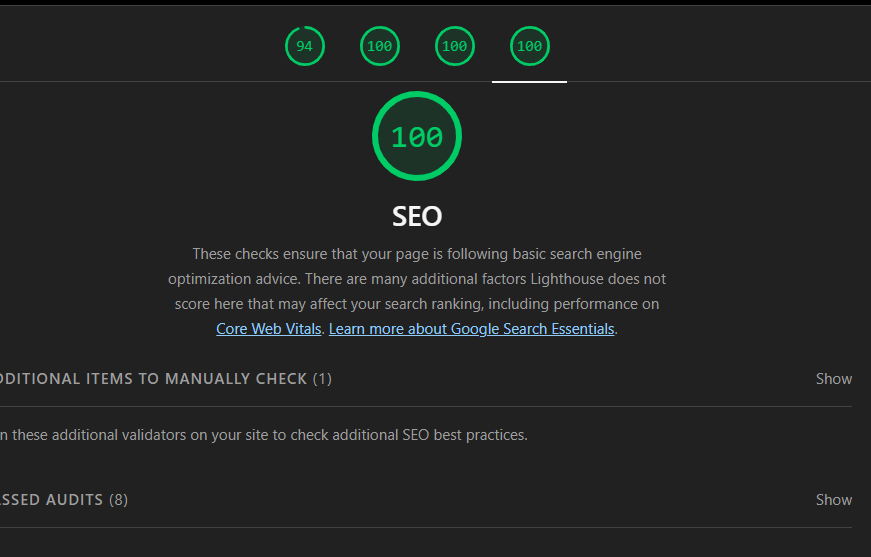 94 100 100 100
100
SEO
These checks ensure that your page is following basic search engine
optimization advice. There are many additional factors Lighthouse does not
score here that may affect your search ranking, including performance on
Core Web Vitals. Learn more about Google Search Essentials.
DDITIONAL ITEMS TO MANUALLY CHECK (1) Show
n these additional validators on your site to check additional SEO best practices.
SSED AUDITS (8) Show